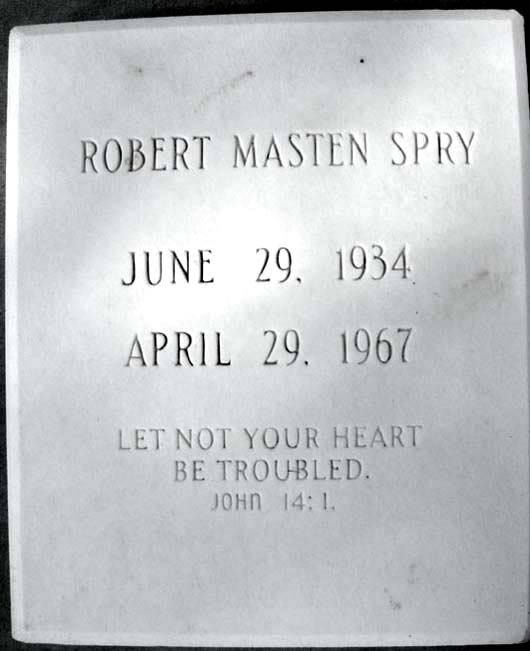 ROBERT MASTEN SPRY
JUNE 29, 1934
APRIL 29, 1967
LET NOT YOUR HEART
BE TROUBLED.
JOHN 14:1.